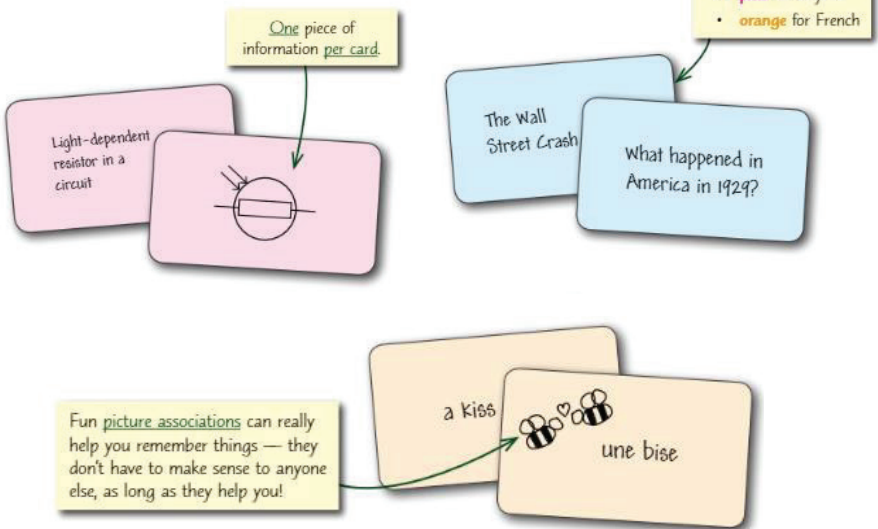 One piece of
information per card.
• orange for French
Light-dependent
resistor in a
circuit
The Wall
Street Crash
What happened in
America in 1929?
Fun picture associations can really
help you remember things — they
don't have to make sense to anyone
else, as long as they help you!
a kiss
une bise